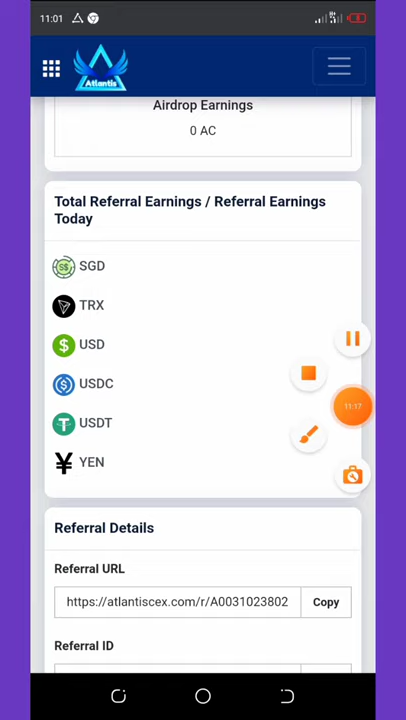 11:01
Atlantis
Airdrop Earnings
0 AC
Total Referral Earnings / Referral Earnings
Today
SGD
TRX
USD
USDC
USDT
YEN
11:17
Referral Details
Referral URL
https://atlantiscex.com/r/A0031023802
Copy
Referral ID